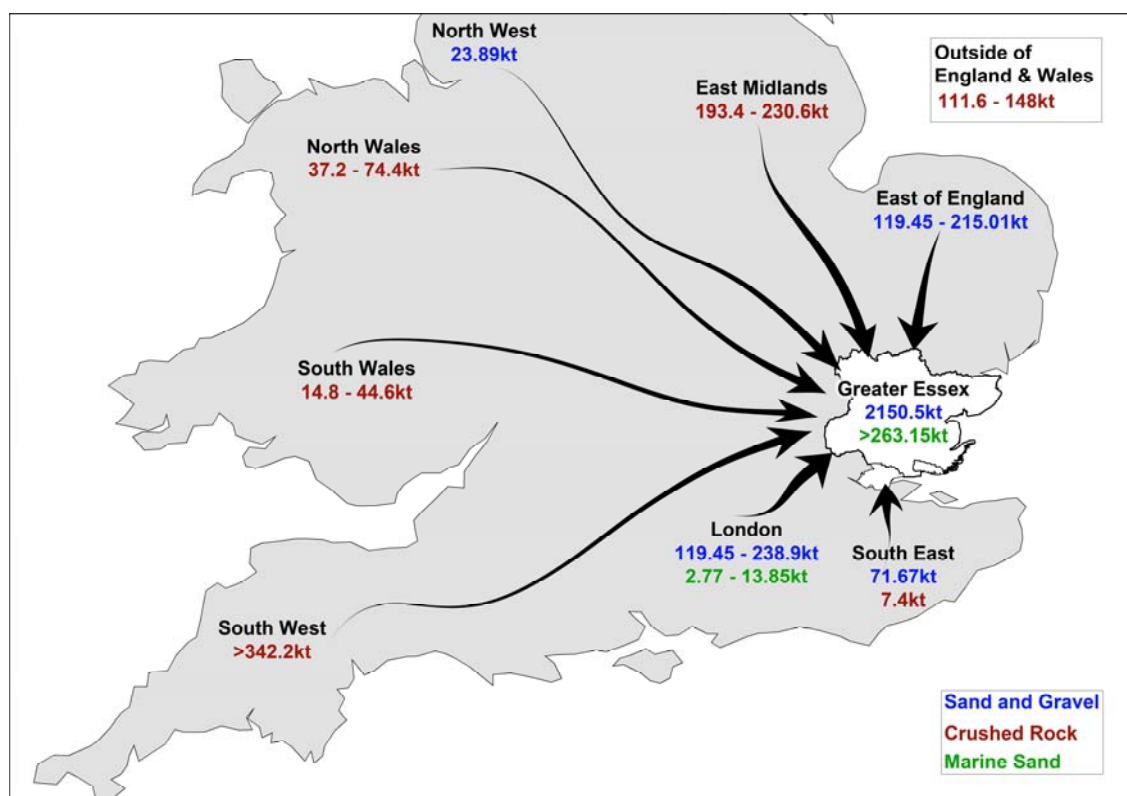 North West
23.89kt
Outside of
England & Wales
111.6 - 148kt
East Midlands
193.4 - 230.6kt
North Wales
37.2 - 74.4kt
East of England
119.45 - 215.01kt
South Wales
14.8 - 44.6kt
Greater Essex
2150.5kt
>263.15kt
London
119.45 - 238.9kt
2.77 - 13.85kt
South East
71.67kt
7.4kt
South West
>342.2kt
Sand and Gravel
Crushed Rock
Marine Sand